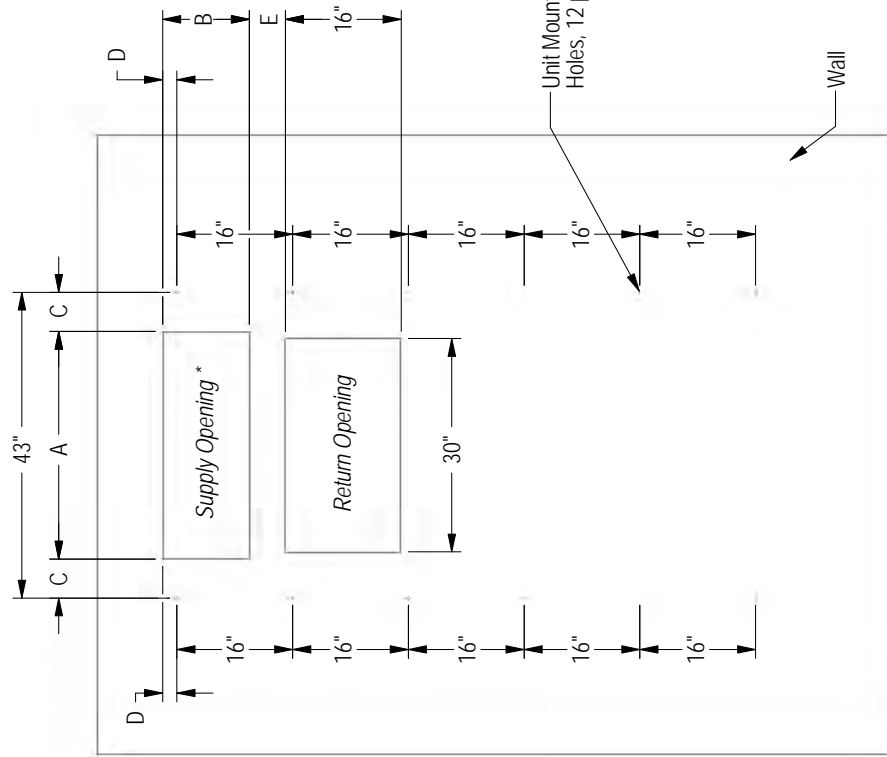 D
B
E
16"
43"
C
A
C
D
Supply Opening *
Return Opening
30"
16"
16"
16"
16"
16"
16"
16"
16"
16"
16"
Unit Moun
Holes, 12 p
Wall